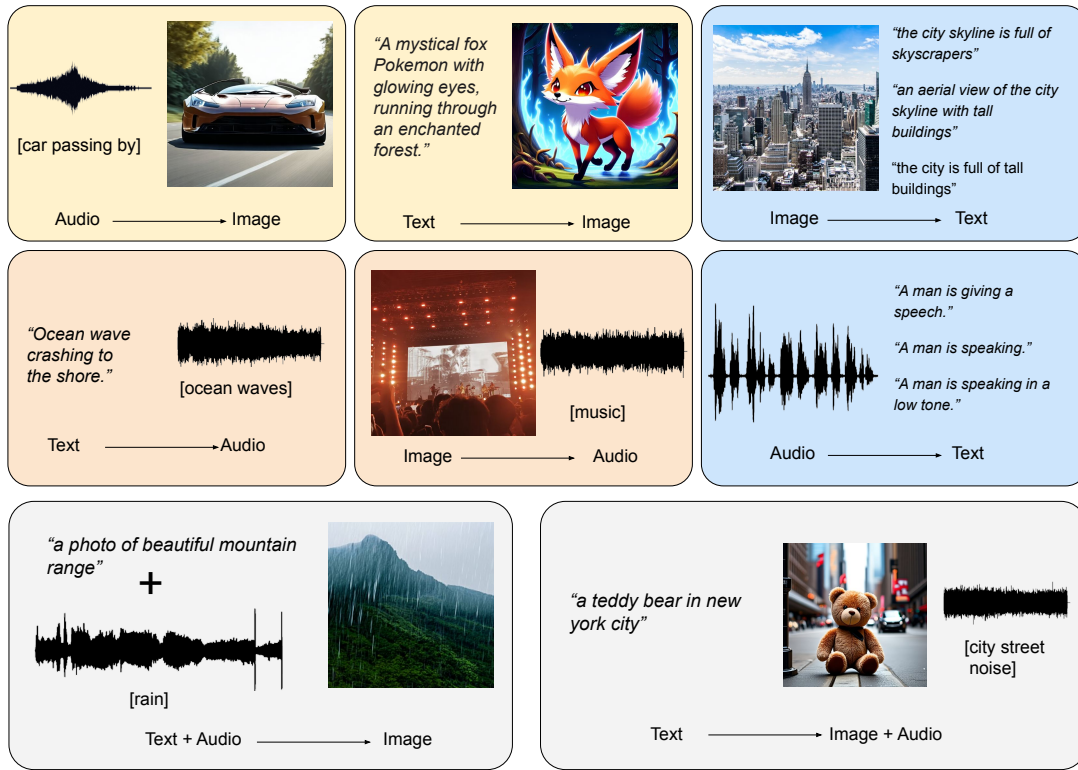 [car passing by]
Audio
Image
“A mystical fox
Pokemon with
glowing eyes,
running through
an enchanted
forest.”
Text
Image
“the city skyline is full of
skyscrapers”
“an aerial view of the city
skyline with tall
buildings”
“the city is full of tall
buildings”
Image
Text
“Ocean wave
crashing to
the shore.”
[ocean waves]
Text
Audio
[music]
Image
Audio
“A man is giving a
speech.”
“A man is speaking.”
“A man is speaking in a
low tone.”
Audio
Text
“a photo of beautiful mountain
range”
+
[rain]
Text + Audio
Image
“a teddy bear in new
york city”
[city street
noise]
Text
Image + Audio